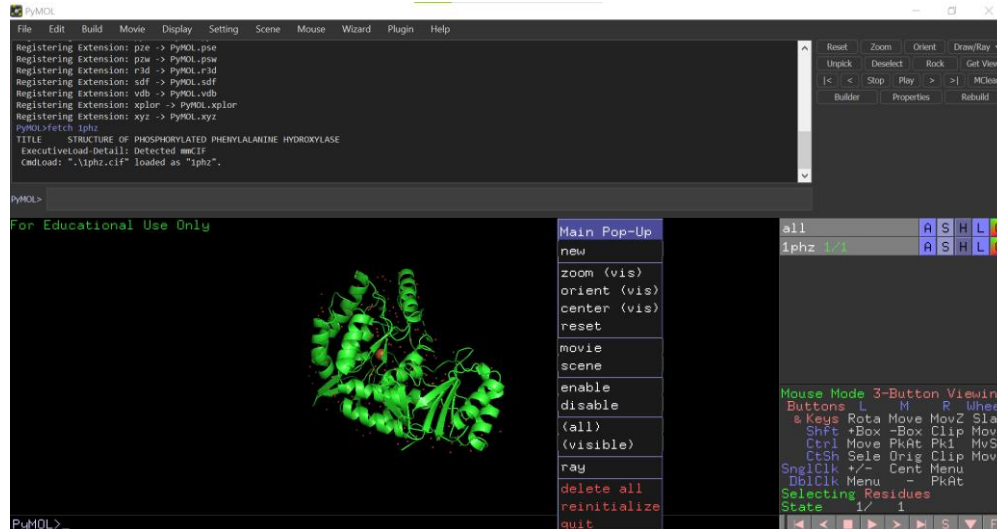 PyMOL
File Edit Build Movie Display Setting Scene Mouse Wizard Plugin Help
Registering Extension: pze -> PyMOL.pse
Registering Extension: pzw -> PyMOL.psw
Registering Extension: r3d -> PyMOL.r3d
Registering Extension: sdf -> PyMOL.sdf
Registering Extension: vdb -> PyMOL.vdb
Registering Extension: xplor -> PyMOL.xplor
Registering Extension: xyz -> PyMOL.xyz
PyMOL>fetch 1phz
TITLE STRUCTURE OF PHOSPHORYLATED PHENYLALANINE HYDROXYLASE
ExecutiveLoad-Detail: Detected mmCIF
CmdLoad: ".\1phz.cif" loaded as "1phz".
Reset Zoom Orient Draw/Ray
Unpick Deselect Rock Get View
|< < Stop Play > >| MClea
Builder Properties Rebuild
PyMOL>
For Educational Use Only
Main Pop-Up
new
zoom (vis)
orient (vis)
center (vis)
reset
movie
scene
enable
disable
(all)
(visible)
ray
delete all
reinitialize
quit
all A S H L
1phz 1/1 A S H L
Mouse Mode 3-Button Viewin
Buttons L M R Whee
& Keys Rota Move MovZ Sla
Shft +Box -Box Clip Mov
Ctrl Move PkAt Pk1 MvS
CtSh Sele Orig Clip Mov
SnglClk +/- Cent Menu
DblClk Menu - PkAt
Selecting Residues
State 1/ 1
S
PyMOL>_